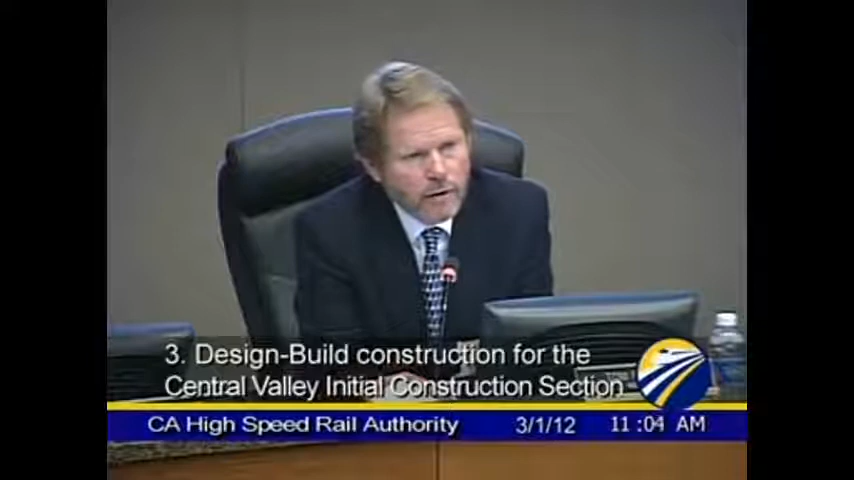 3. Design-Build construction for the
Central Valley Initial Construction Section
CA High Speed Rail Authority 3/1/12 11:04 AM